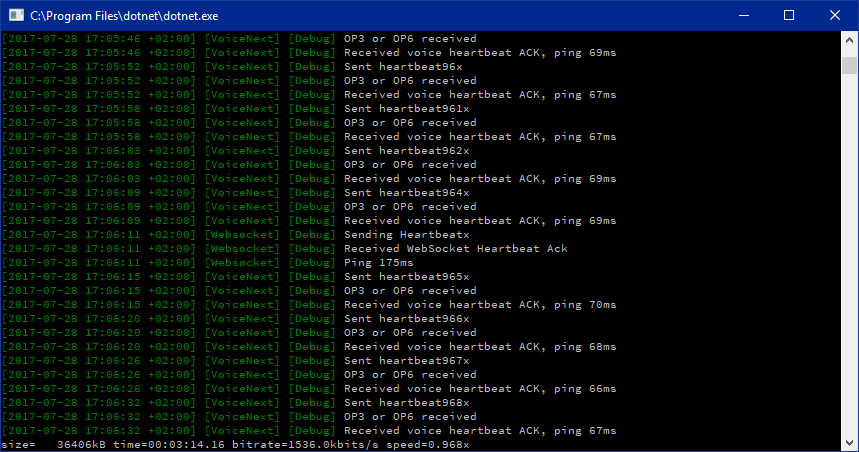 C:\Program Files\dotnet\dotnet.exe
[2017-07-28 17:05:46 +02:00] [VoiceNext] [Debug] OP3 or OP6 received
[2017-07-28 17:05:46 +02:00] [VoiceNext] [Debug] Received voice heartbeat ACK, ping 69ms
[2017-07-28 17:05:52 +02:00] [VoiceNext] [Debug] Sent heartbeat96x
[2017-07-28 17:05:52 +02:00] [VoiceNext] [Debug] OP3 or OP6 received
[2017-07-28 17:05:52 +02:00] [VoiceNext] [Debug] Received voice heartbeat ACK, ping 67ms
[2017-07-28 17:05:58 +02:00] [VoiceNext] [Debug] Sent heartbeat961x
[2017-07-28 17:05:58 +02:00] [VoiceNext] [Debug] OP3 or OP6 received
[2017-07-28 17:05:58 +02:00] [VoiceNext] [Debug] Received voice heartbeat ACK, ping 67ms
[2017-07-28 17:06:03 +02:00] [VoiceNext] [Debug] Sent heartbeat962x
[2017-07-28 17:06:03 +02:00] [VoiceNext] [Debug] OP3 or OP6 received
[2017-07-28 17:06:03 +02:00] [VoiceNext] [Debug] Received voice heartbeat ACK, ping 69ms
[2017-07-28 17:06:09 +02:00] [VoiceNext] [Debug] Sent heartbeat964x
[2017-07-28 17:06:09 +02:00] [VoiceNext] [Debug] OP3 or OP6 received
[2017-07-28 17:06:09 +02:00] [VoiceNext] [Debug] Received voice heartbeat ACK, ping 69ms
[2017-07-28 17:06:11 +02:00] [Websocket] [Debug] Sending Heartbeatx
[2017-07-28 17:06:11 +02:00] [Websocket] [Debug] Received WebSocket Heartbeat Ack
[2017-07-28 17:06:11 +02:00] [Websocket] [Debug] Ping 175ms
[2017-07-28 17:06:15 +02:00] [VoiceNext] [Debug] Sent heartbeat965x
[2017-07-28 17:06:15 +02:00] [VoiceNext] [Debug] OP3 or OP6 received
[2017-07-28 17:06:15 +02:00] [VoiceNext] [Debug] Received voice heartbeat ACK, ping 70ms
[2017-07-28 17:06:20 +02:00] [VoiceNext] [Debug] Sent heartbeat966x
[2017-07-28 17:06:20 +02:00] [VoiceNext] [Debug] OP3 or OP6 received
[2017-07-28 17:06:20 +02:00] [VoiceNext] [Debug] Received voice heartbeat ACK, ping 68ms
[2017-07-28 17:06:26 +02:00] [VoiceNext] [Debug] Sent heartbeat967x
[2017-07-28 17:06:26 +02:00] [VoiceNext] [Debug] OP3 or OP6 received
[2017-07-28 17:06:26 +02:00] [VoiceNext] [Debug] Received voice heartbeat ACK, ping 66ms
[2017-07-28 17:06:32 +02:00] [VoiceNext] [Debug] Sent heartbeat968x
[2017-07-28 17:06:32 +02:00] [VoiceNext] [Debug] OP3 or OP6 received
[2017-07-28 17:06:32 +02:00] [VoiceNext] [Debug] Received voice heartbeat ACK, ping 67ms
size=   36406kB time=00:03:14.16 bitrate=1536.0kbits/s speed=0.968x